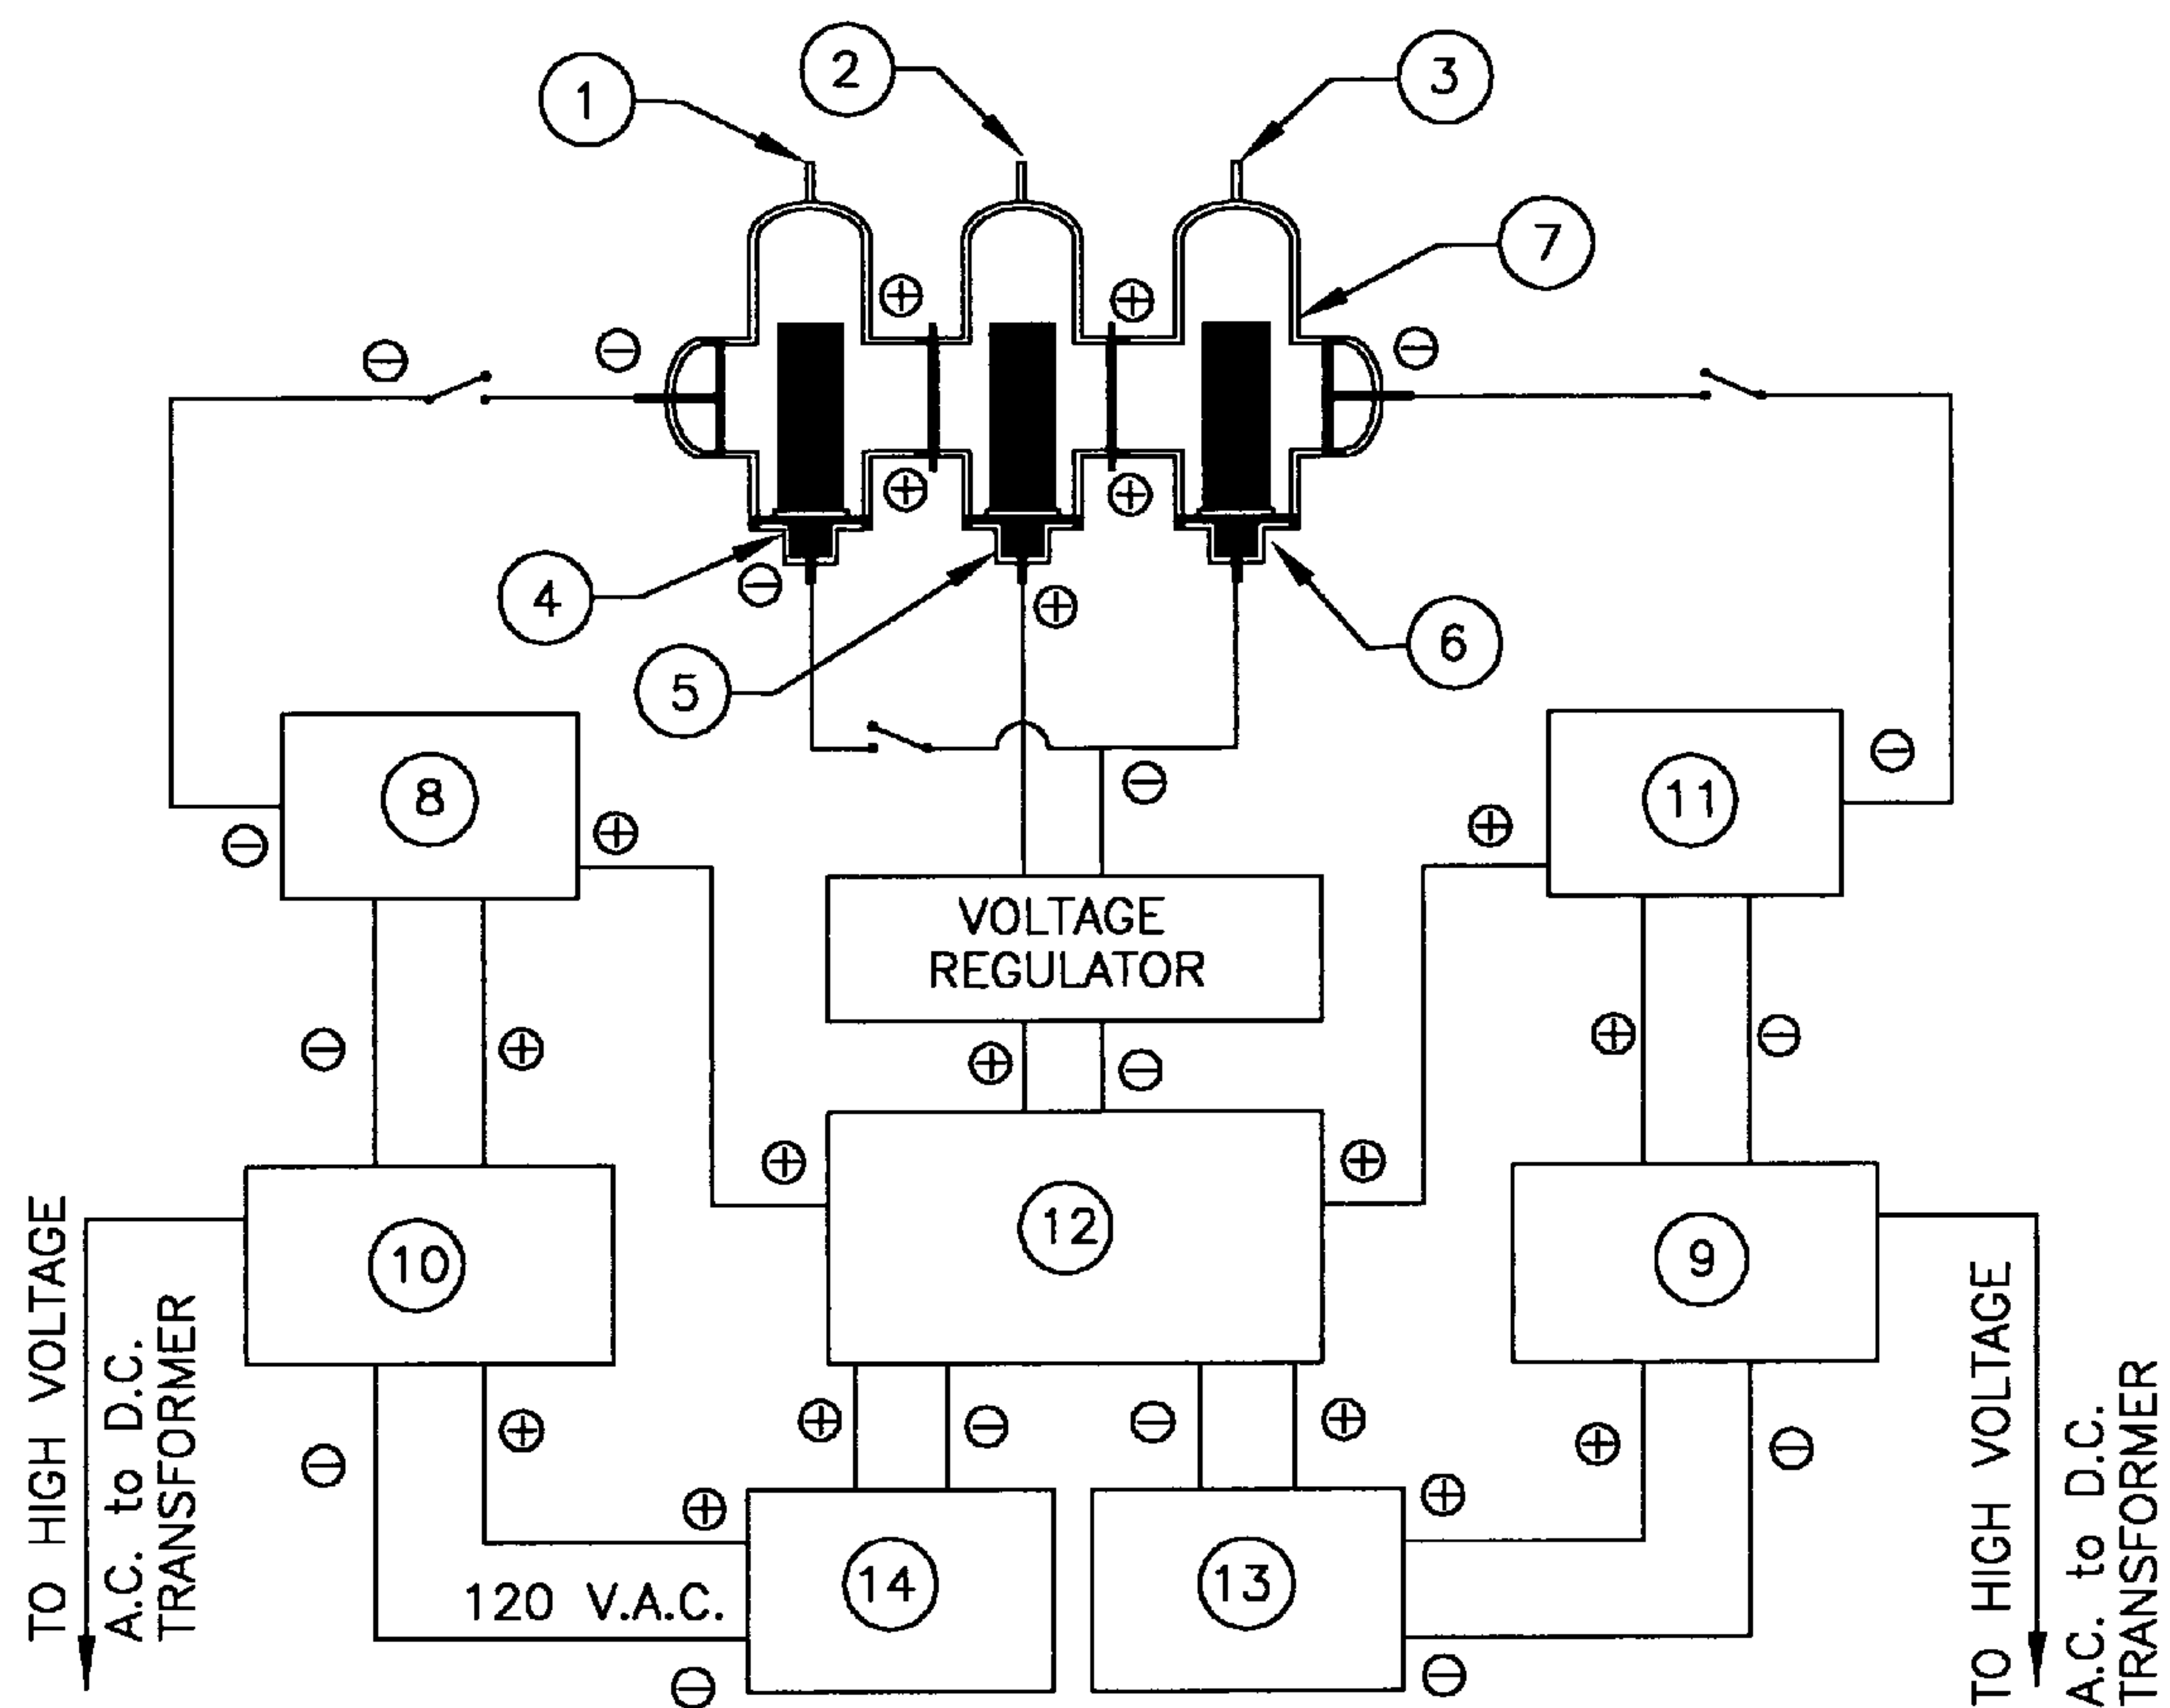 1
2
3
7
4
5
6
8
11
VOLTAGE
REGULATOR
10
12
9
14
13
120 V.A.C.
TO HIGH VOLTAGE
A.C. to D.C.
TRANSFORMER
TO HIGH VOLTAGE
A.C. to D.C.
TRANSFORMER